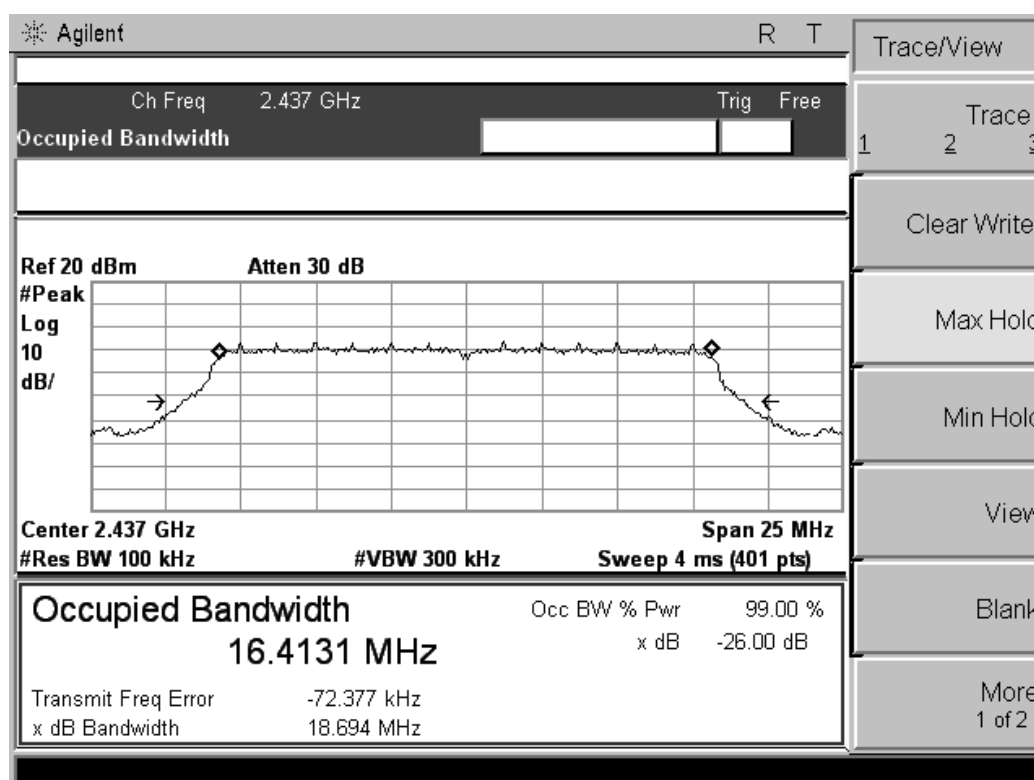 Agilent R T
Ch Freq 2.437 GHz Trig Free
Occupied Bandwidth
Ref 20 dBm Atten 30 dB
#Peak
Log
10
dB/
Center 2.437 GHz Span 25 MHz
#Res BW 100 kHz #VBW 300 kHz Sweep 4 ms (401 pts)
Occupied Bandwidth Occ BW % Pwr 99.00 %
16.4131 MHz x dB -26.00 dB
Transmit Freq Error -72.377 kHz
x dB Bandwidth 18.694 MHz
Trace/View
Trace
1 2
Clear Write
Max Hold
Min Hold
View
Blank
More
1 of 2